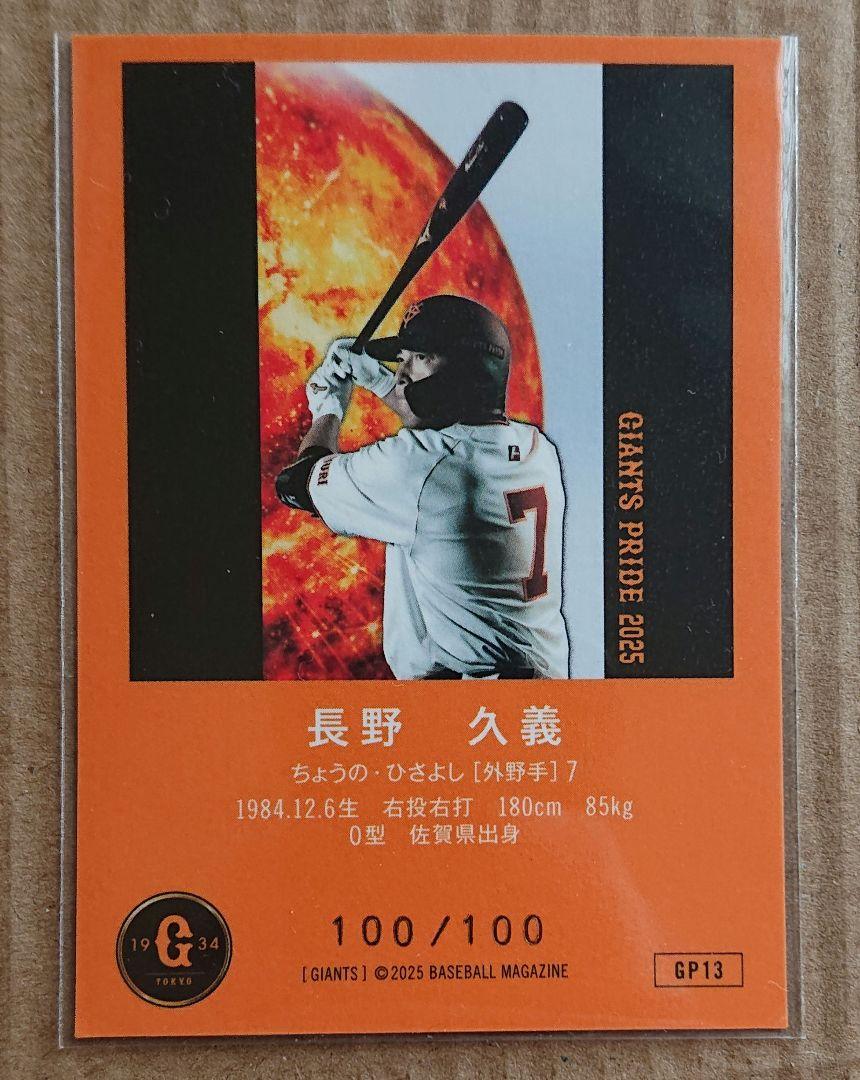 GIANTS PRIDE 2025
7
長野 久義
ちょうの・ひさよし [外野手] 7
1984.12.6生 右投右打 180cm 85kg
O型 佐賀県出身
19 G 34
TOKYO
100/100
[GIANTS] ©2025 BASEBALL MAGAZINE
GP13